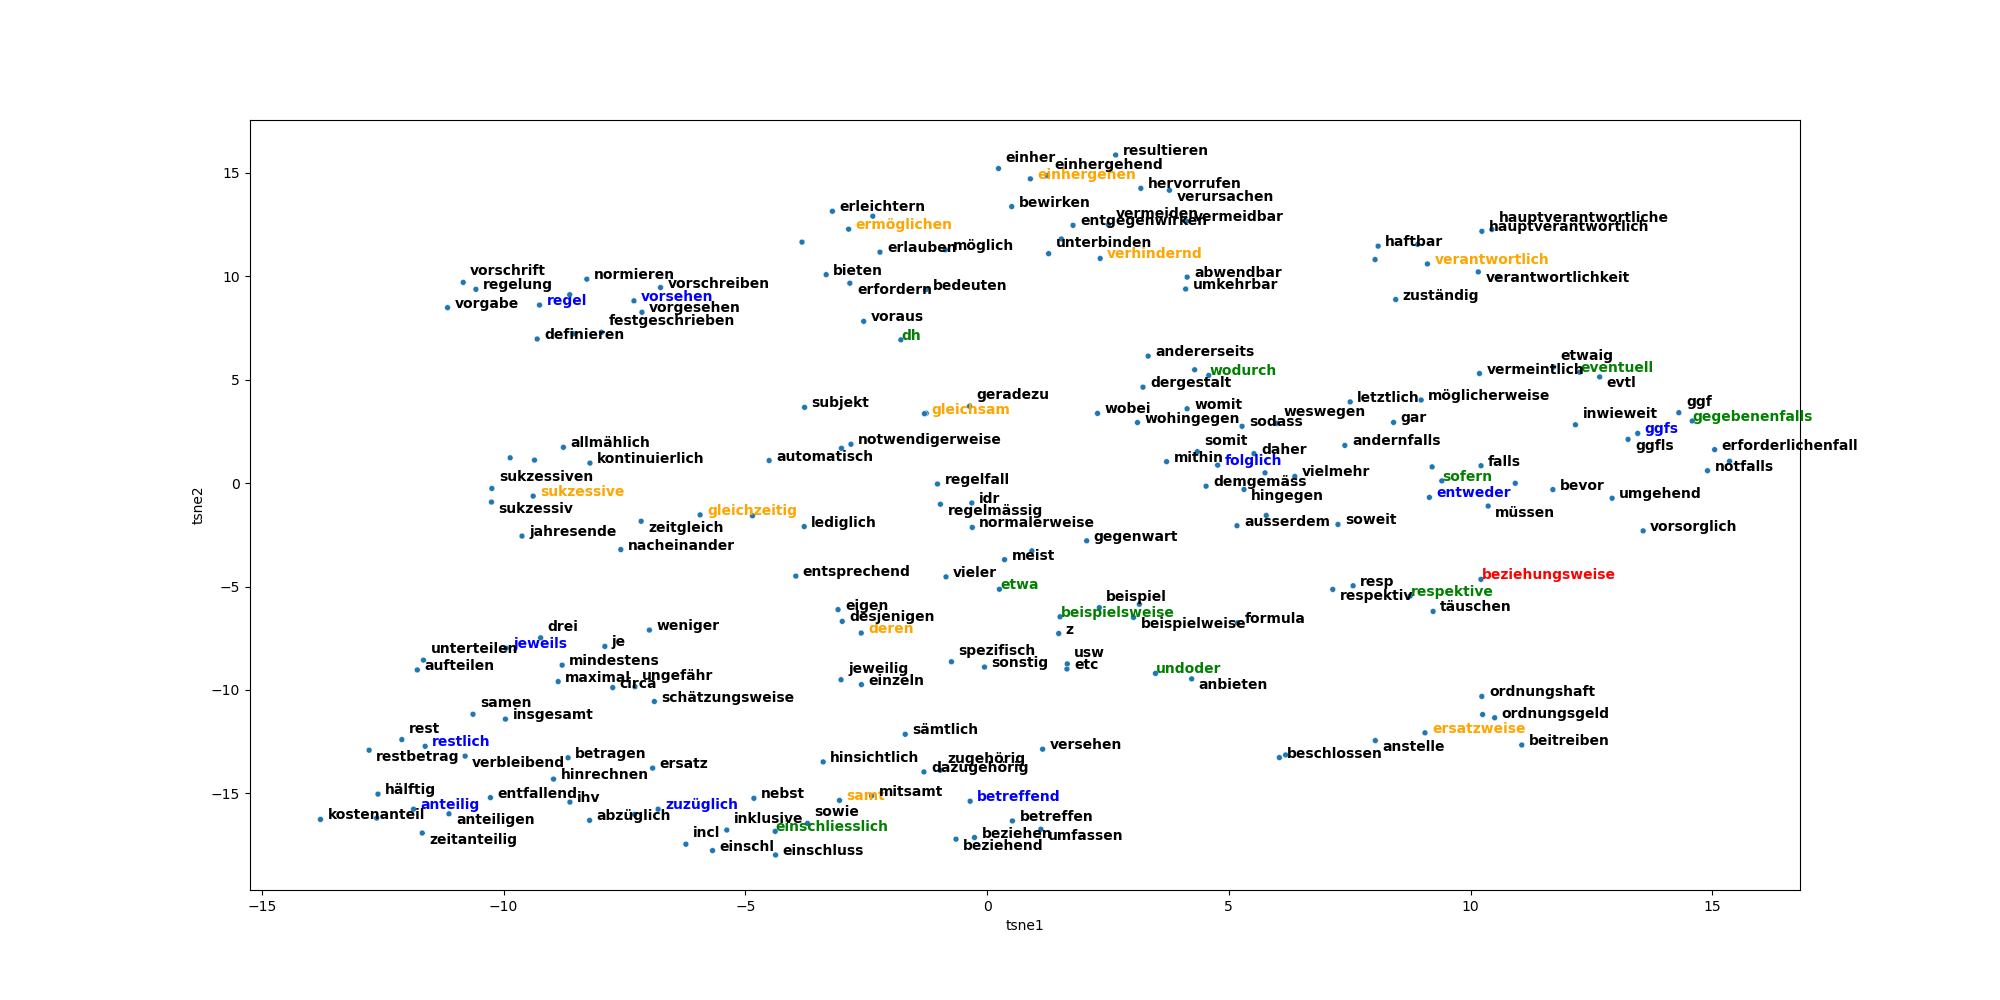 resultieren
einher
einhergehend
einhergehen
hervorrufen
verursachen
bewirken
erleichtern
vermeiden
vermeidbar
entgegenwirken
hauptverantwortliche
hauptverantwortlich
ermöglichen
haftbar
erlauben
möglich
unterbinden
verhindernd
verantwortlich
vorschrift
normieren
bieten
abwendbar
verantwortlichkeit
regelung
vorschreiben
erfordern
bedeuten
umkehrbar
zuständig
vorgabe
regel
vorsehen
vorgesehen
voraus
festgeschrieben
definieren
dh
andererseits
etwaig
vermeintlich
eventuell
wodurch
dergestalt
evtl
geradezu
letztlich
möglicherweise
subjekt
gleichsam
wobei
womit
weswegen
ggf
inwieweit
gegebenenfalls
wohingegen
sodass
gar
ggfs
allmählich
notwendigerweise
somit
andernfalls
ggfls
erforderlichenfall
kontinuierlich
automatisch
mithin
folglich
daher
falls
notfalls
sukzessiven
regelfall
demgemäss
vielmehr
sofern
sukzessive
idr
hingegen
entweder
bevor
umgehend
sukzessiv
gleichzeitig
regelmässig
müssen
zeitgleich
lediglich
normalerweise
ausserdem
soweit
vorsorglich
jahresende
nacheinander
gegenwart
meist
entsprechend
vieler
etwa
resp
beziehungsweise
respektiv
respektive
eigen
beispiel
täuschen
desjenigen
beispielsweise
beispielweise
formula
drei
weniger
deren
z
unterteilen
jeweils
je
aufteilen
mindestens
spezifisch
sonstig
usw
etc
maximal
circa
ungefähr
jeweilig
einzeln
undoder
anbieten
schätzungsweise
samen
insgesamt
ordnungshaft
ordnungsgeld
rest
restlich
sämtlich
ersatzweise
restbetrag
verbleibend
betragen
ersatz
hinsichtlich
zugehörig
dazugehörig
versehen
beschlossen
anstelle
beitreiben
hinrechnen
hälftig
entfallend
ihv
nebst
samt
mitsamt
betreffend
kostenanteil
anteilig
anteiligen
abzüglich
zuzüglich
inklusive
sowie
einschliesslich
betreffen
zeitanteilig
incl
einschl
einschluss
beziehen
beziehend
umfassen
15
10
5
0
−5
−10
−15
tsne2
−15
−10
−5
0
5
10
15
tsne1